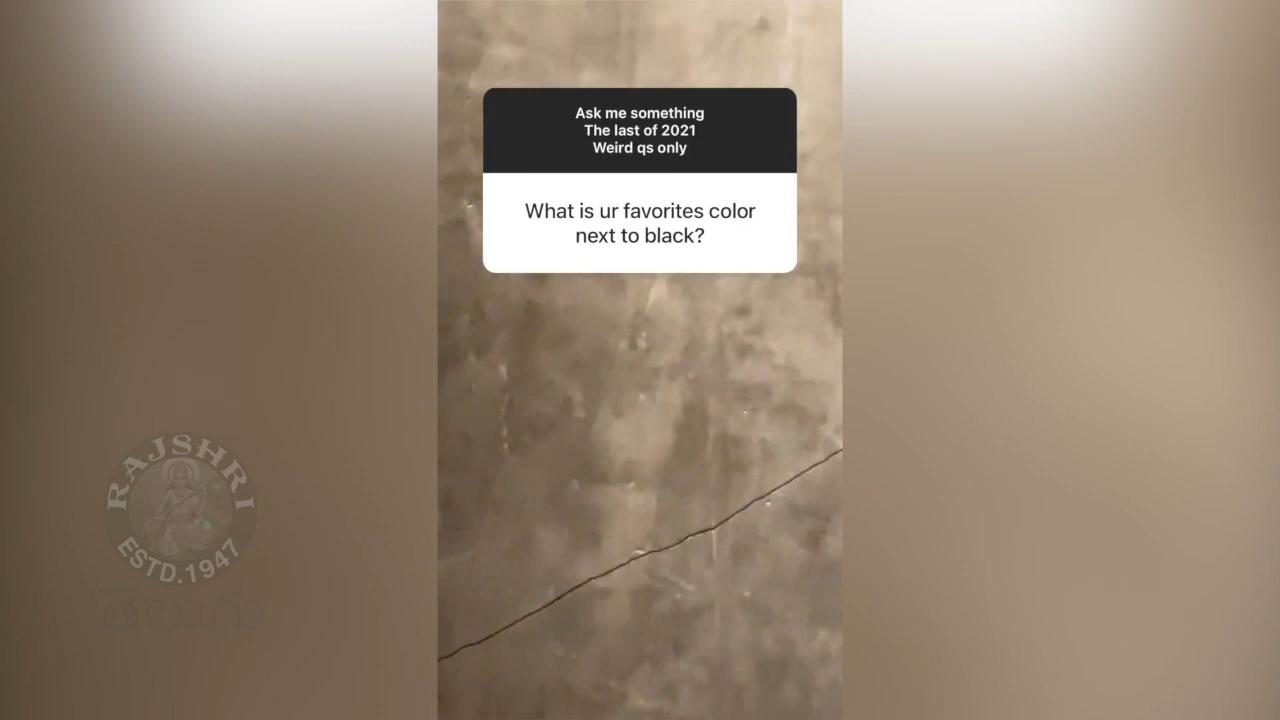 Ask me something
The last of 2021
Weird qs only
What is ur favorites color
next to black?
RAJSHRI
ESTD.1947
తెలుగు